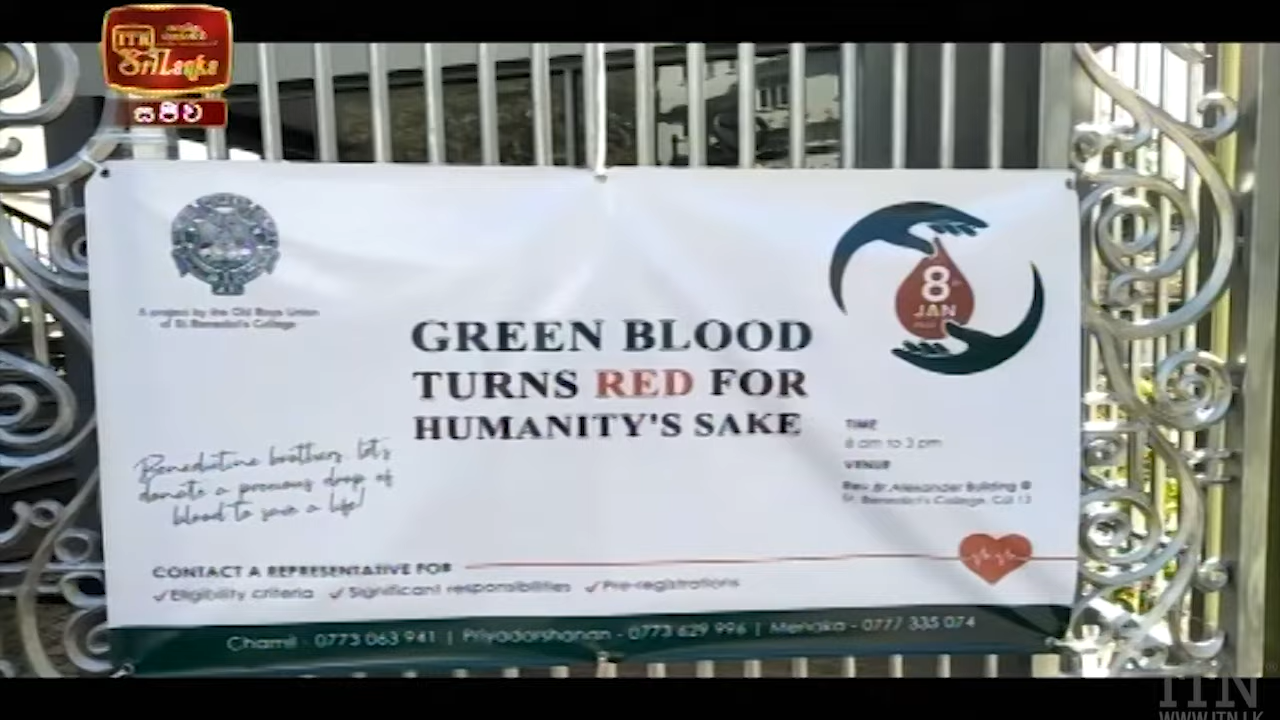 ITN
Sri Lanka
සජීව
A project by the Old Boys Union
of St. Benedict's College
8
JAN
GREEN BLOOD
TURNS RED FOR
HUMANITY'S SAKE
Benedictine brothers let's
donate a precious drop of
blood to save a life!
TIME
8 am to 3 pm
VENUE
Rev. Br. Alexander Building @
St. Benedict's College, Col 13
CONTACT A REPRESENTATIVE FOR
✓Eligibility criteria ✓Significant responsibilities ✓Pre-registrations
Chamil - 0773 063 941 | Priyadarshanan - 0773 629 996 | Menaka - 0777 335 074
ITN
WWW.ITN.LK